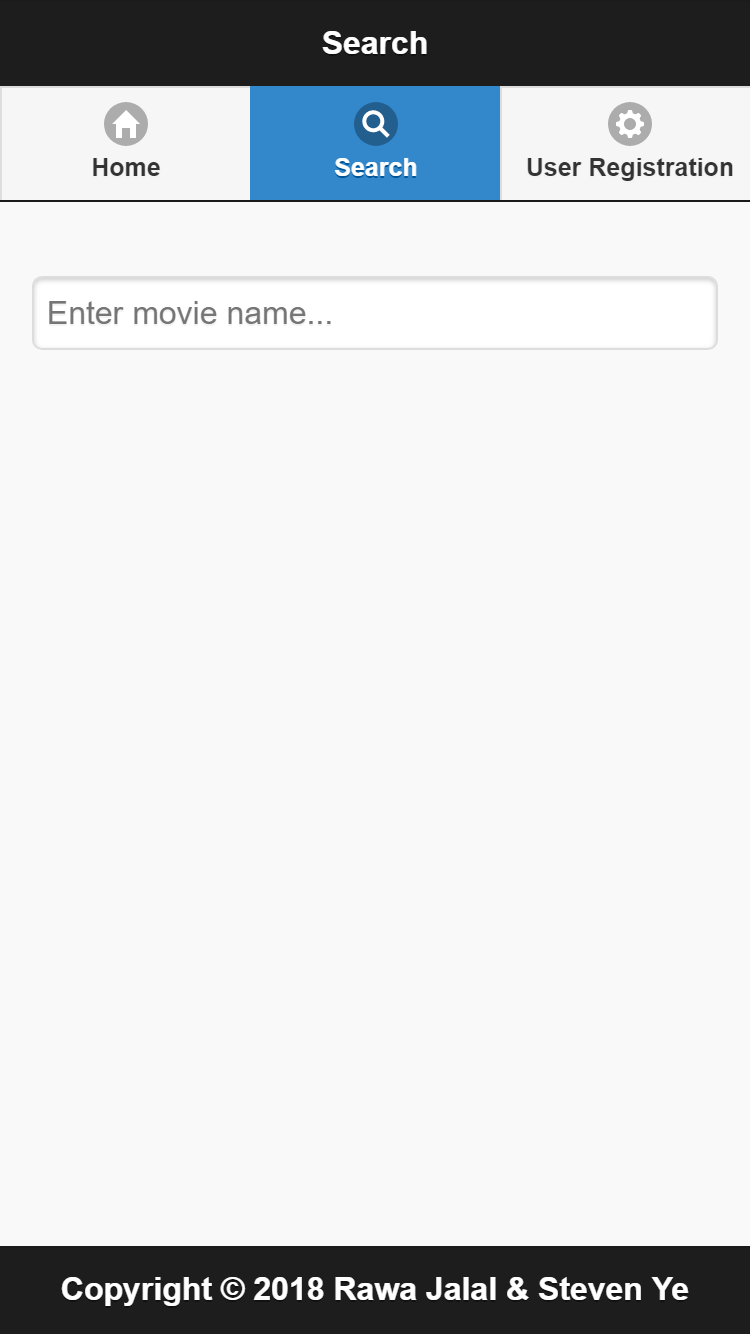 Search
Home
Search
User Registration
Enter movie name...
Copyright © 2018 Rawa Jalal & Steven Ye